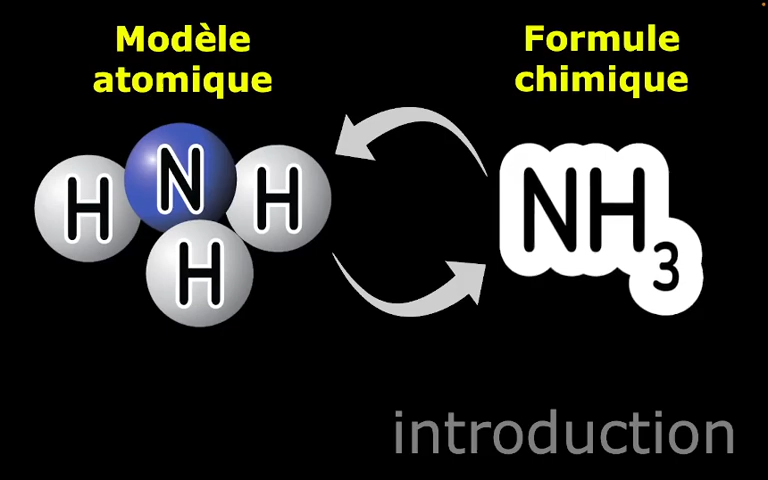 Modèle
atomique
Formule
chimique
H
N
H
H
NH3
introduction